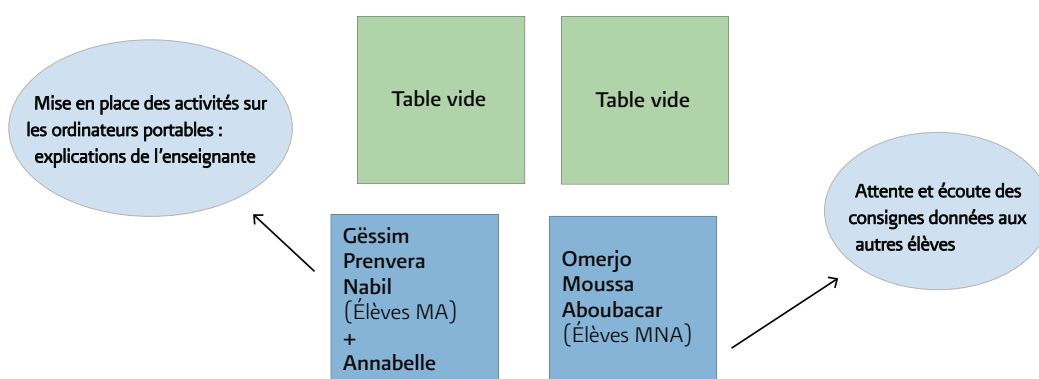 Mise en place des activités sur
les ordinateurs portables :
explications de l'enseignante
Table vide
Table vide
Attente et écoute des
consignes données aux
autres élèves
Gëssim
Prenvera
Nabil
(Élèves MA)
+
Annabelle
Omerjo
Moussa
Aboubacar
(Élèves MNA)